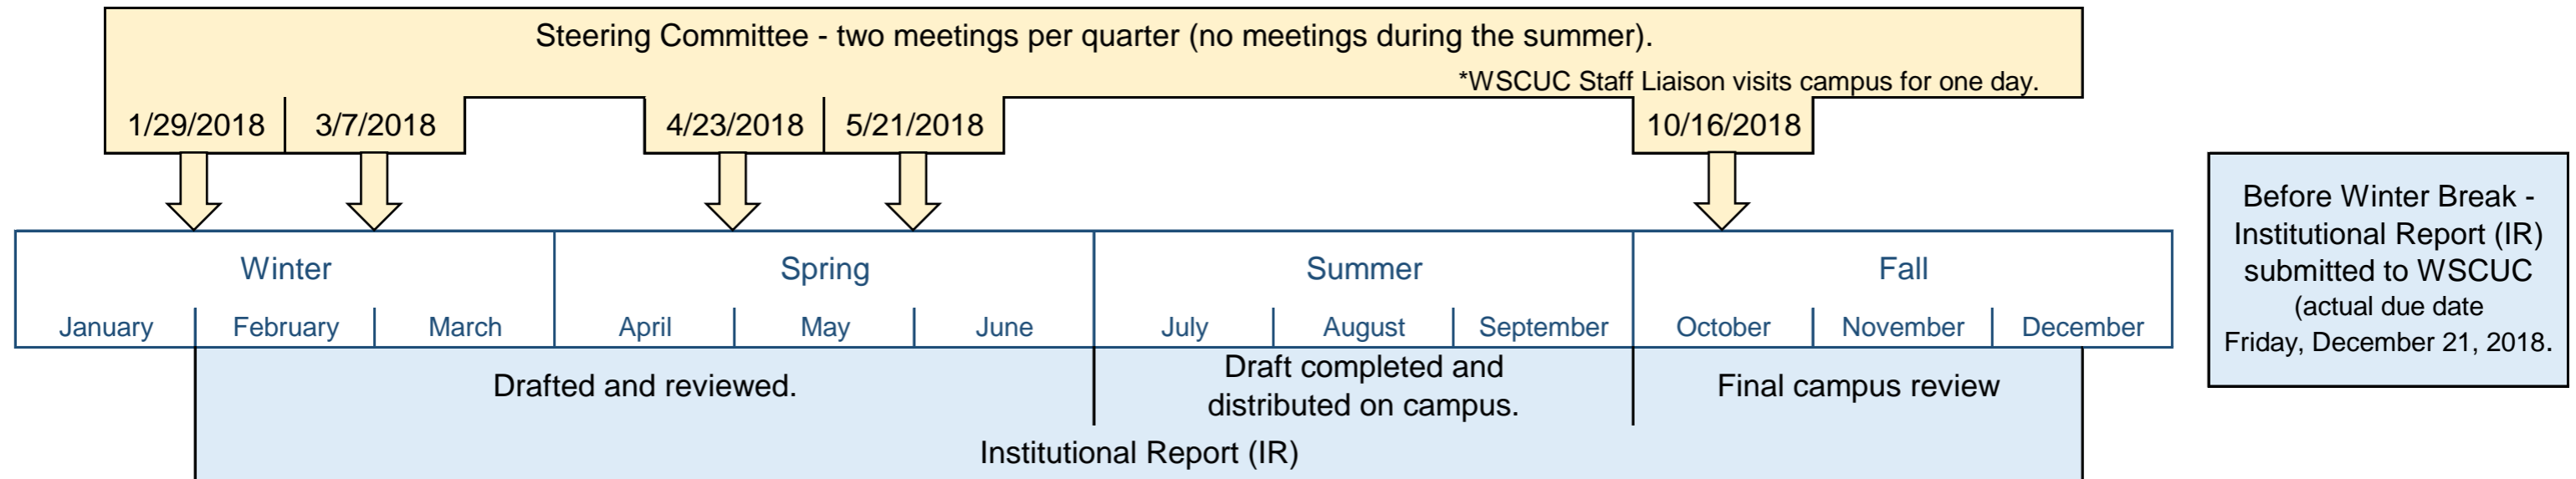 Steering Committee - two meetings per quarter (no meetings during the summer).
*WSCUC Staff Liaison visits campus for one day.
1/29/2018
3/7/2018
4/23/2018
5/21/2018
10/16/2018
Winter
Spring
Summer
Fall
January
February
March
April
May
June
July
August
September
October
November
December
Drafted and reviewed.
Draft completed and
distributed on campus.
Final campus review
Institutional Report (IR)
Before Winter Break -
Institutional Report (IR)
submitted to WSCUC
(actual due date
Friday, December 21, 2018.